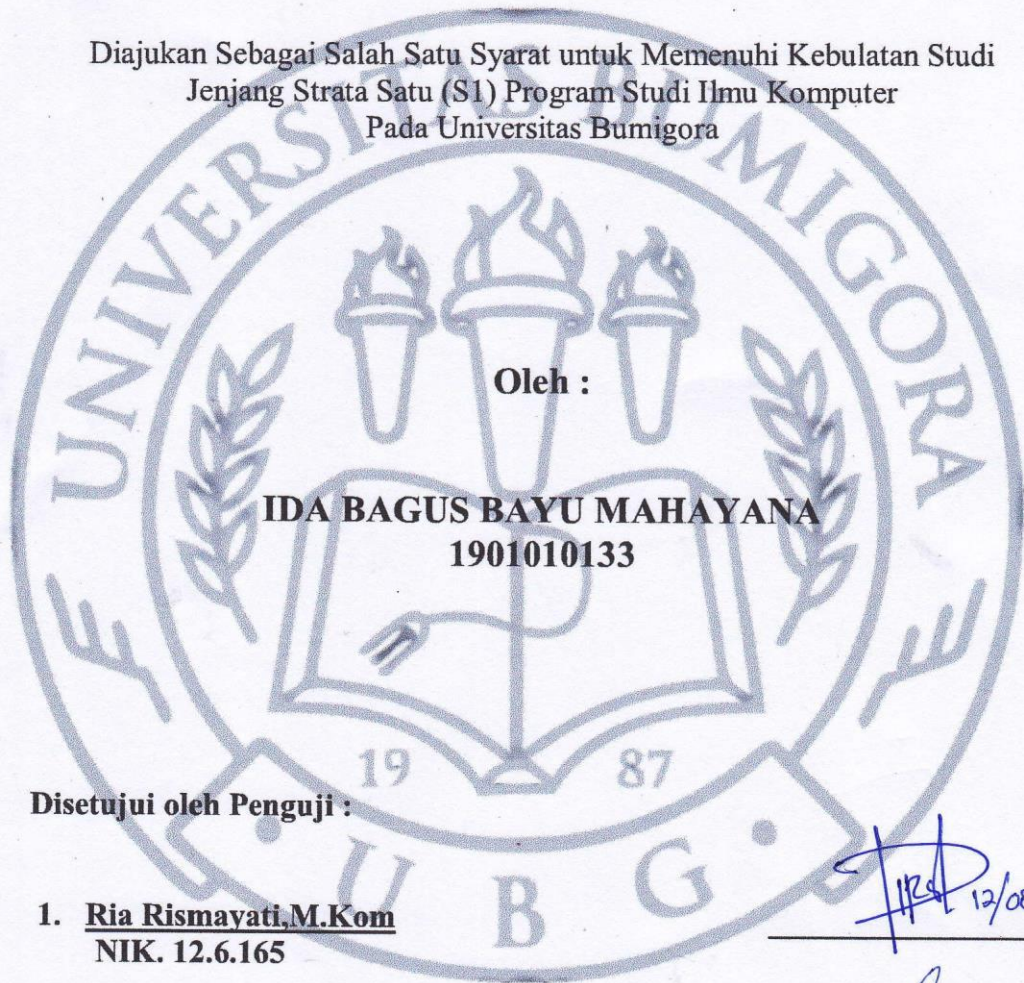 Diajukan Sebagai Salah Satu Syarat untuk Memenuhi Kebulatan Studi
Jenjang Strata Satu (S1) Program Studi Ilmu Komputer
Pada Universitas Bumigora
UNIVERSITAS BUMIGORA
Oleh :
IDA BAGUS BAYU MAHAYANA
1901010133
19 87
Disetujui oleh Penguji :
U B G
1. Ria Rismayati,M.Kom
NIK. 12.6.165
12/08